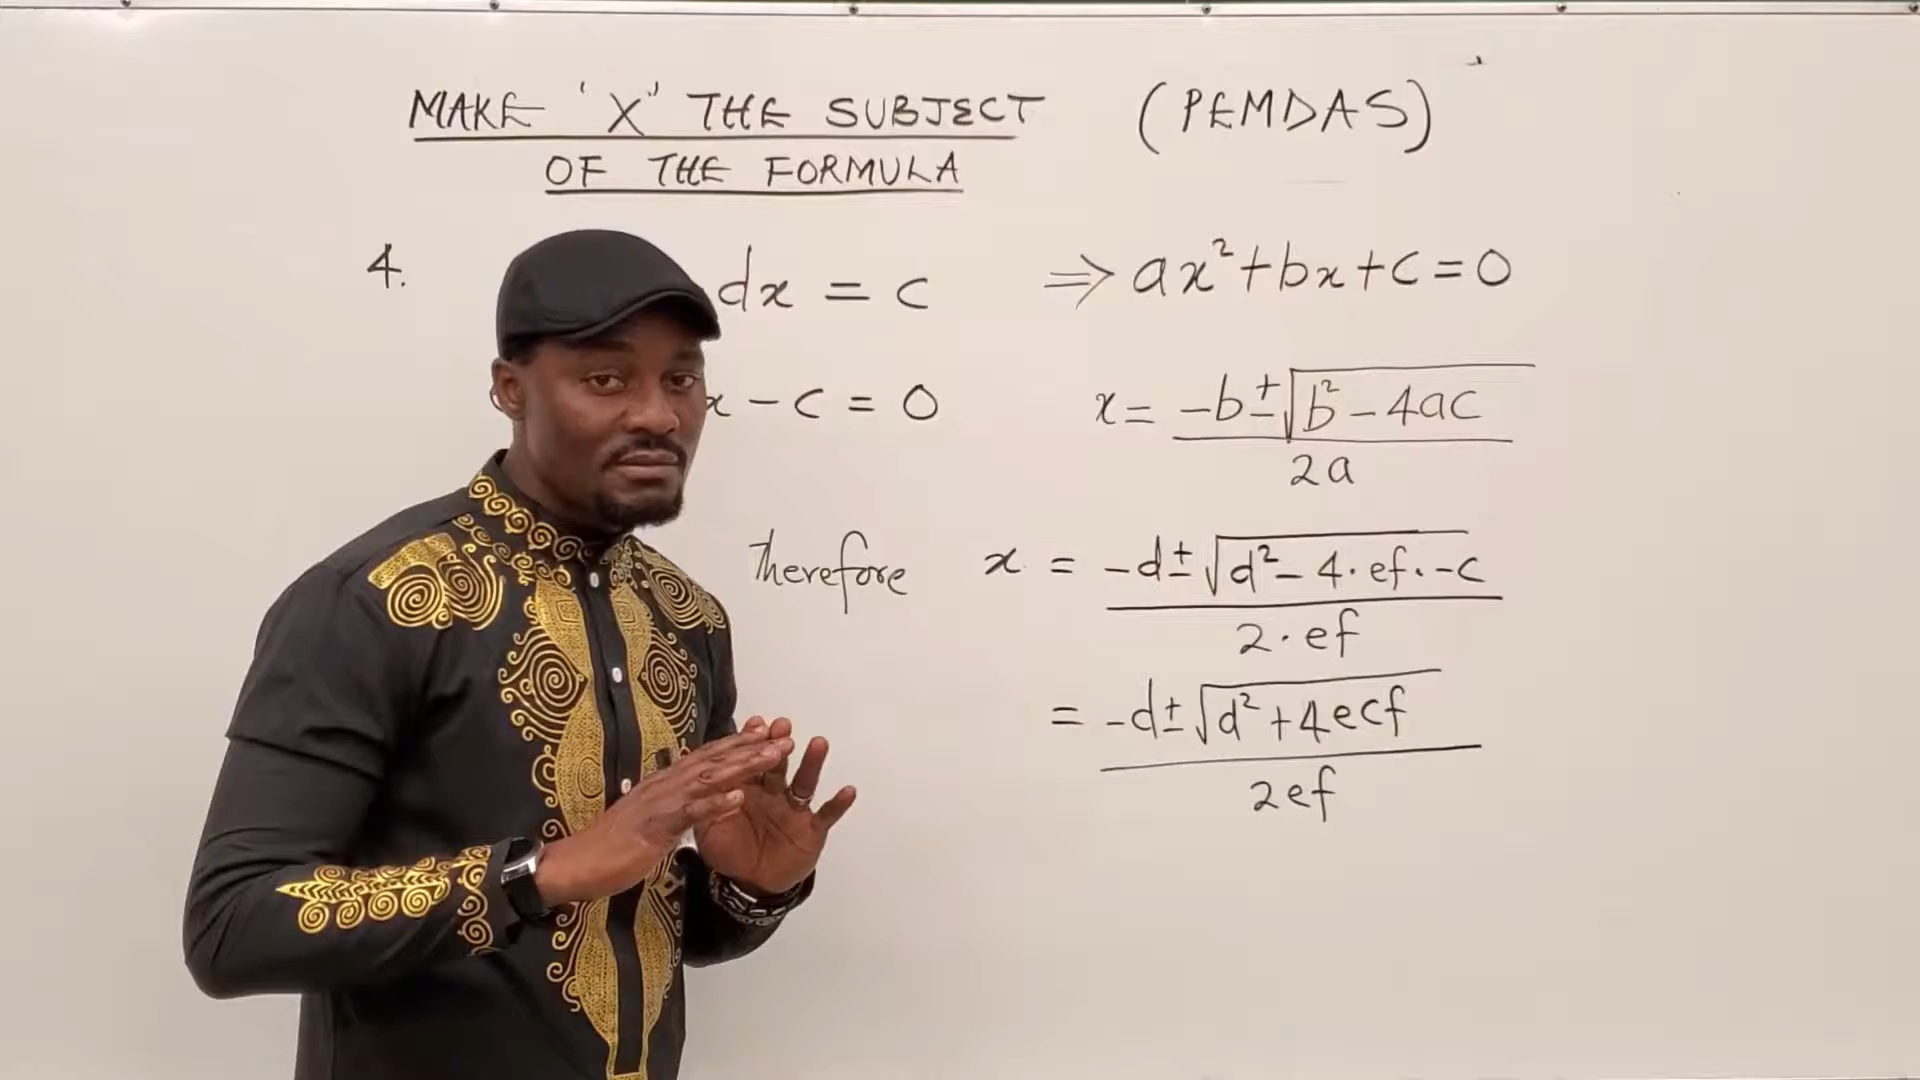 MAKE 'X' THE SUBJECT (PEMDAS)
OF THE FORMULA
4. dx = c
x - c = 0
⇒ ax²+bx+c=0
x = -b±√b²-4ac
2a
Therefore x = -d±√d²-4·ef·-c
2·ef
= -d±√d²+4ecf
2ef